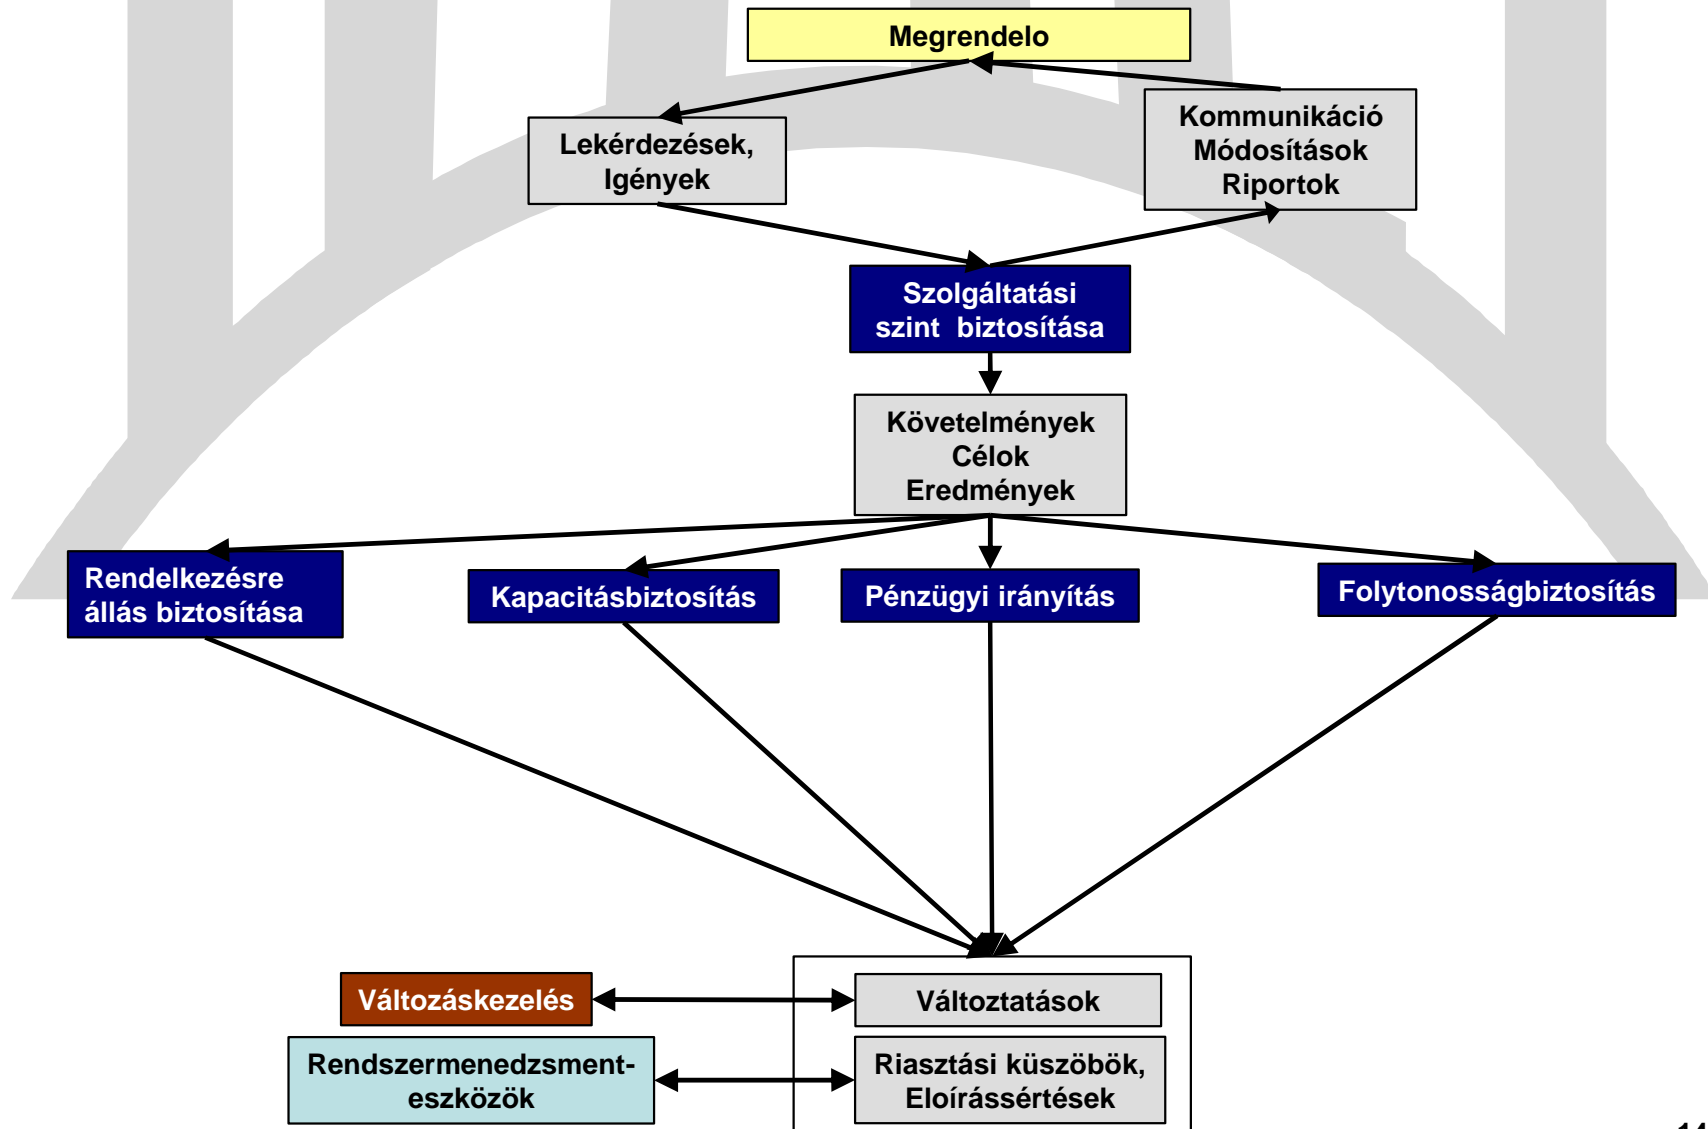 Megrendelo
Lekérdezések,
Igények
Kommunikáció
Módosítások
Riportok
Szolgáltatási
szint biztosítása
Követelmények
Célok
Eredmények
Rendelkezésre
állás biztosítása
Kapacitásbiztosítás
Pénzügyi irányítás
Folytonosságbiztosítás
Változáskezelés
Változtatások
Rendszermenedzsment-
eszközök
Riasztási küszöbök,
Eloírássértések